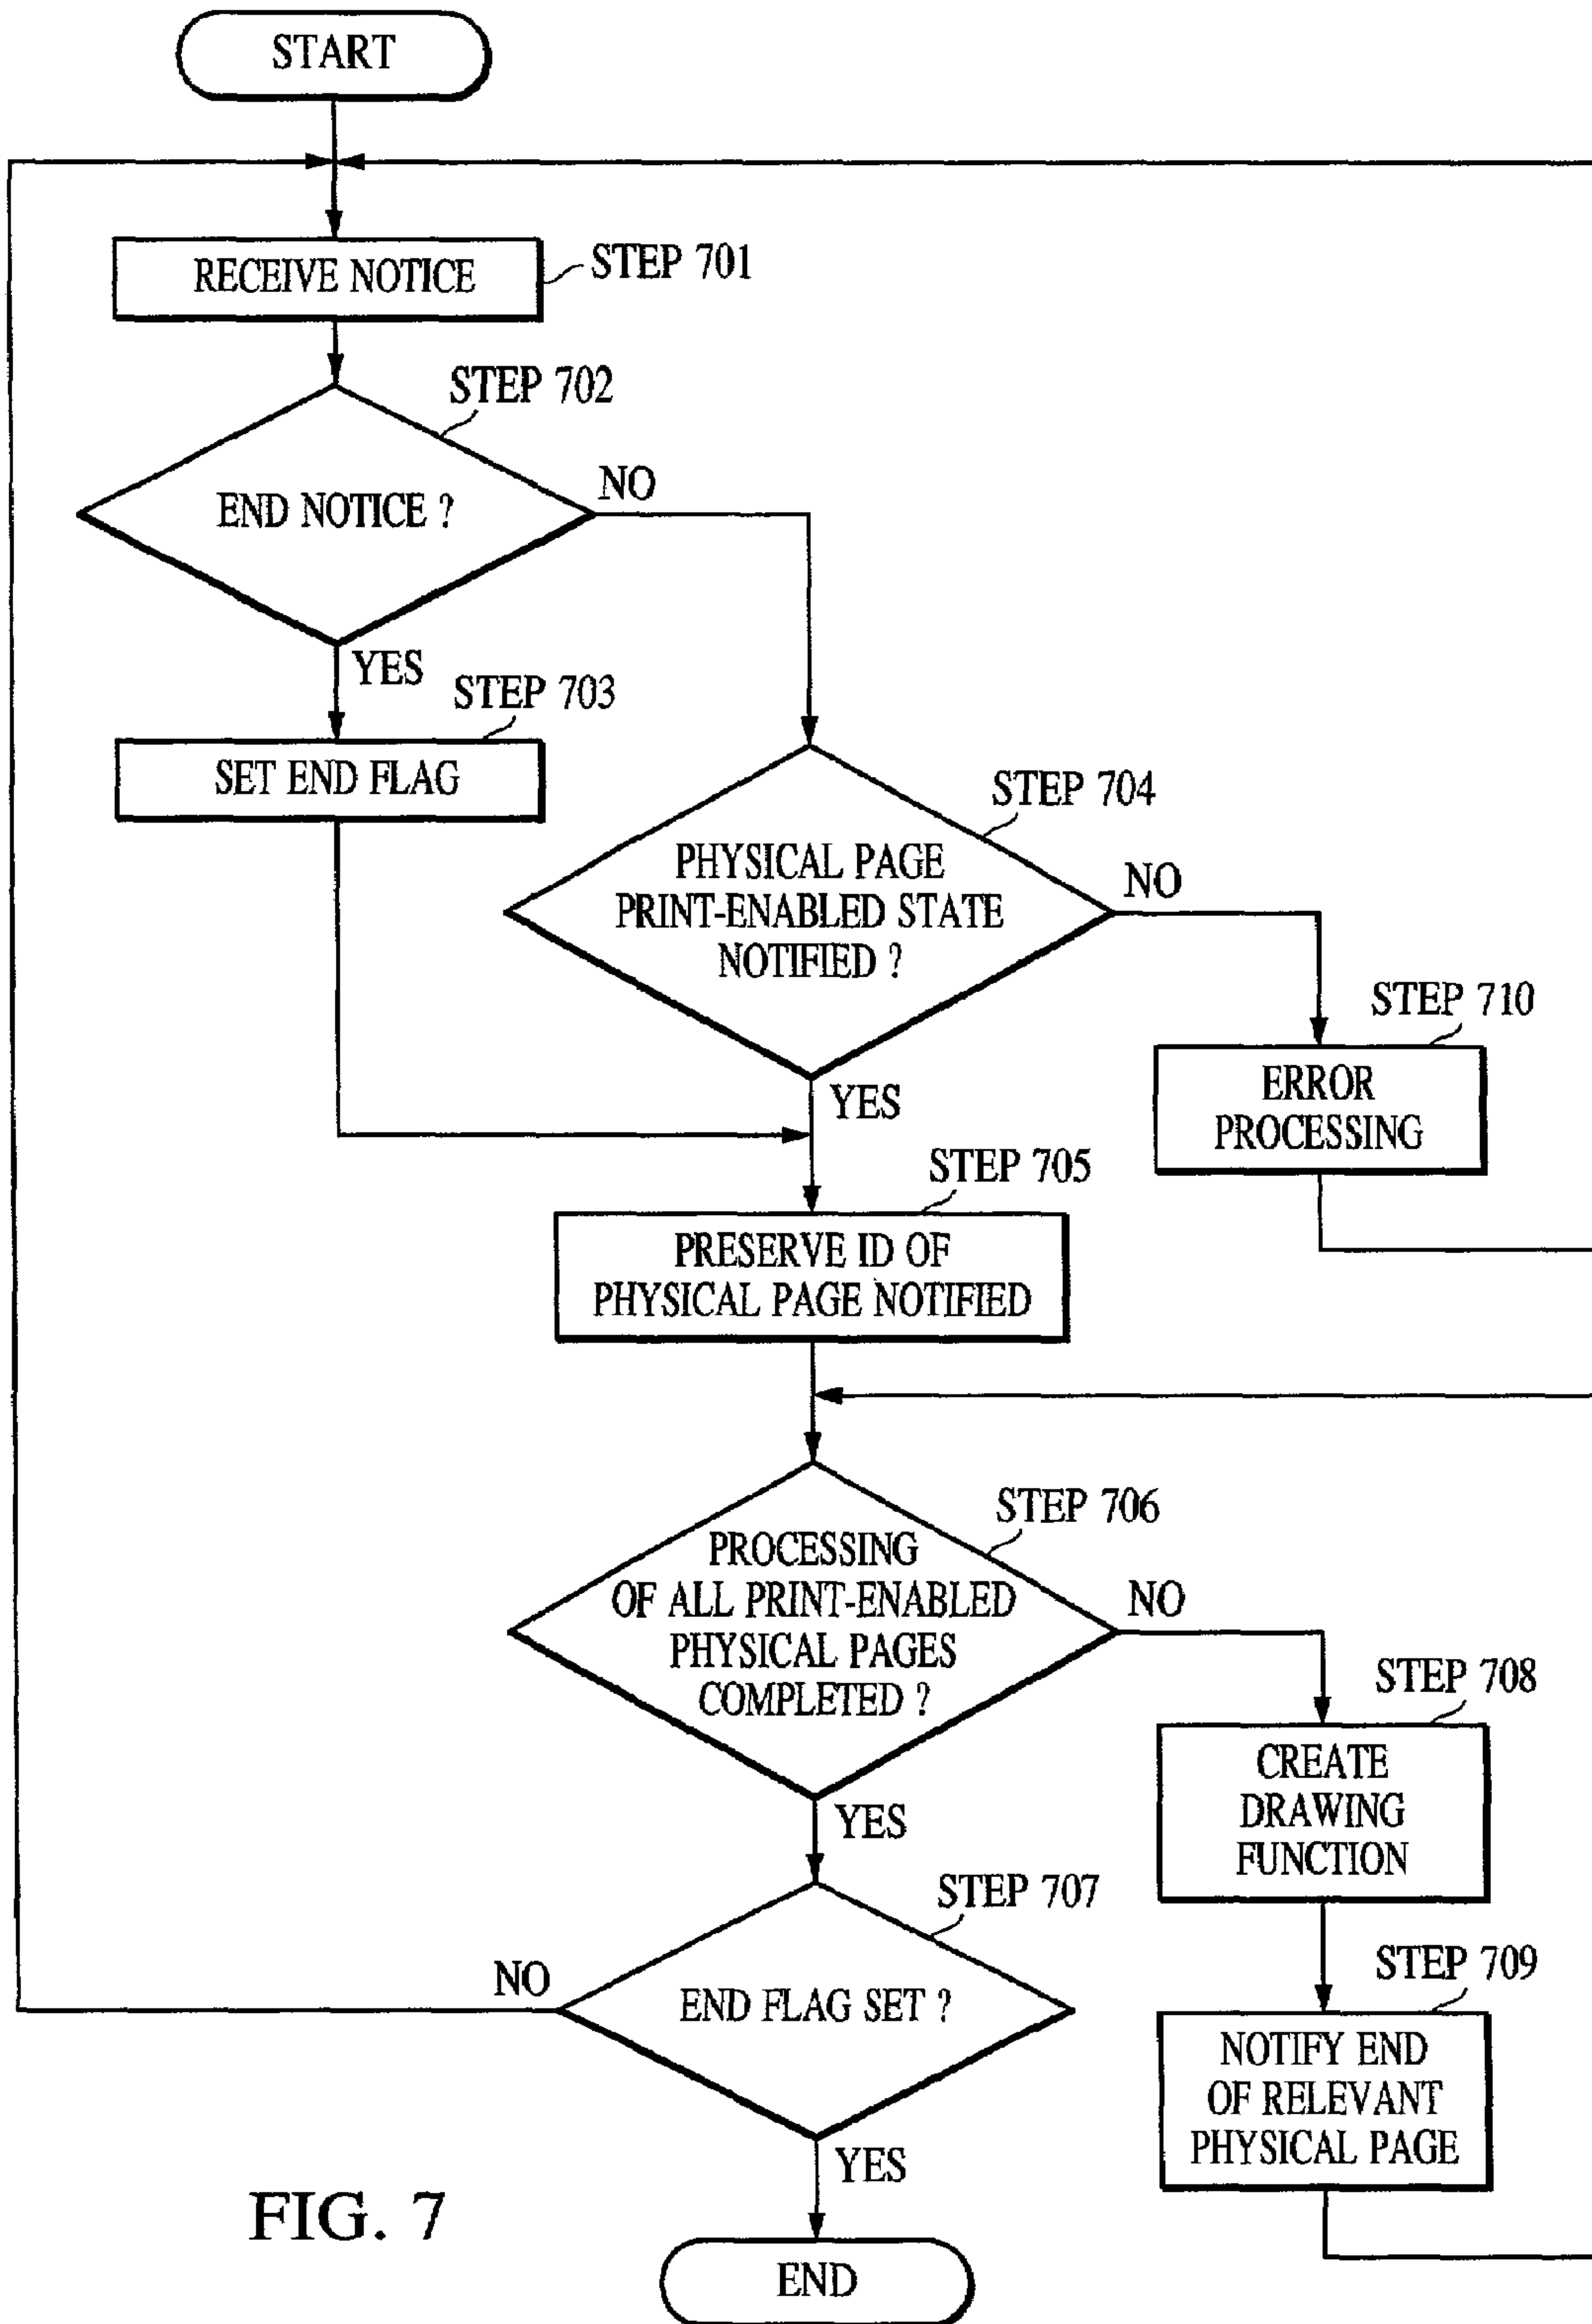 START
RECEIVE NOTICE
STEP 701
STEP 702
END NOTICE ?
NO
YES
STEP 703
SET END FLAG
STEP 704
PHYSICAL PAGE
PRINT-ENABLED STATE
NOTIFIED ?
NO
YES
STEP 710
ERROR
PROCESSING
STEP 705
PRESERVE ID OF
PHYSICAL PAGE NOTIFIED
STEP 706
PROCESSING
OF ALL PRINT-ENABLED
PHYSICAL PAGES
COMPLETED ?
NO
YES
STEP 708
CREATE
DRAWING
FUNCTION
STEP 707
END FLAG SET ?
NO
YES
STEP 709
NOTIFY END
OF RELEVANT
PHYSICAL PAGE
END
FIG. 7